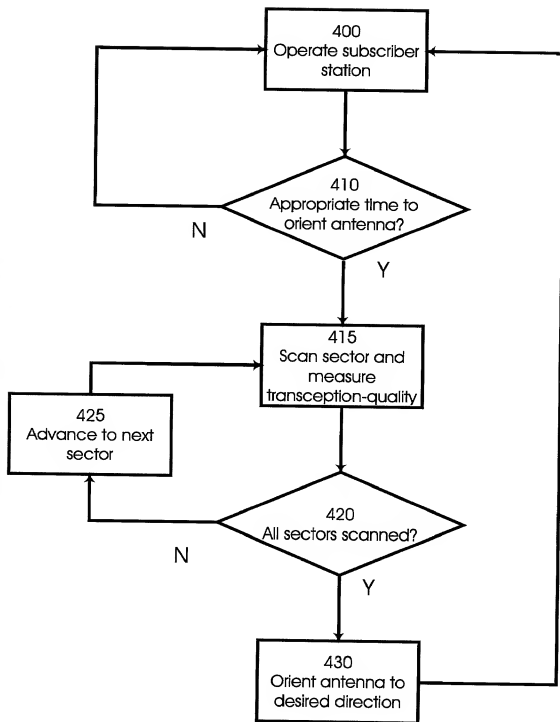 400
Operate subscriber
station
410
Appropriate time to
orient antenna?
N
Y
415
Scan sector and
measure
transception-quality
425
Advance to next
sector
420
All sectors scanned?
N
Y
430
Orient antenna to
desired direction